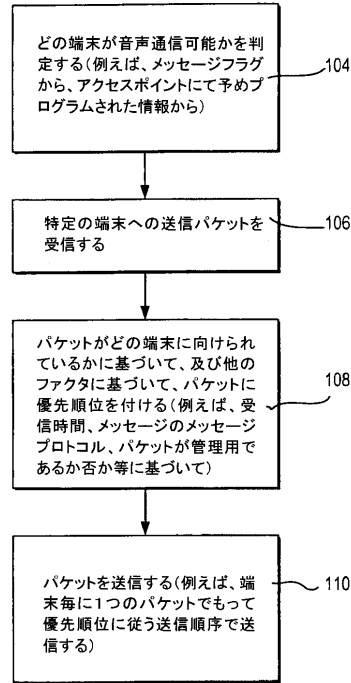 どの端末が音声通信可能かを判
定する(例えば、メッセージフラグ
から、アクセスポイントにて予めプ
ログラムされた情報から)
104
特定の端末への送信パケットを
受信する
106
パケットがどの端末に向けられ
ているかに基づいて、及び他の
ファクタに基づいて、パケットに
優先順位を付ける(例えば、受
信時間、メッセージのメッセージ
プロトコル、パケットが管理用で
あるか否か等に基づいて)
108
パケットを送信する(例えば、端
末毎に1つのパケットでもって
優先順位に従う送信順序で送
信する)
110